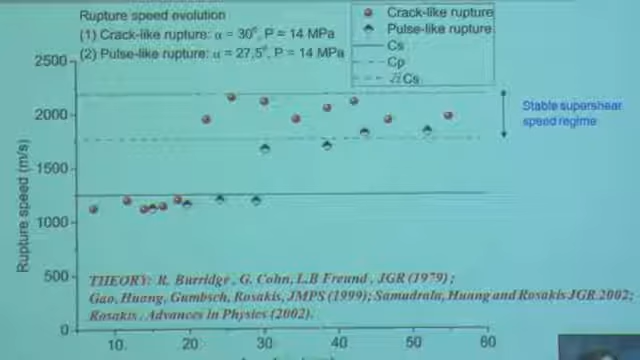 Rupture speed evolution
(1) Crack-like rupture: α = 30°, P = 14 MPa
(2) Pulse-like rupture: α = 27,5°, P = 14 MPa
Crack-like rupture
Pulse-like rupture
Cs
Cp
√2Cs
Stable supershear
speed regime
Rupture speed (m/s)
2500
2000
1500
1000
500
0
THEORY: R. Burridge , G. Cohn, L.B Freund , JGR (1979) ;
Gao, Huang, Gumbsch, Rosakis, JMPS (1999); Samudrala, Huang and Rosakis JGR 2002;
Rosakis , Advances in Physics (2002).
10 20 30 40 50 60